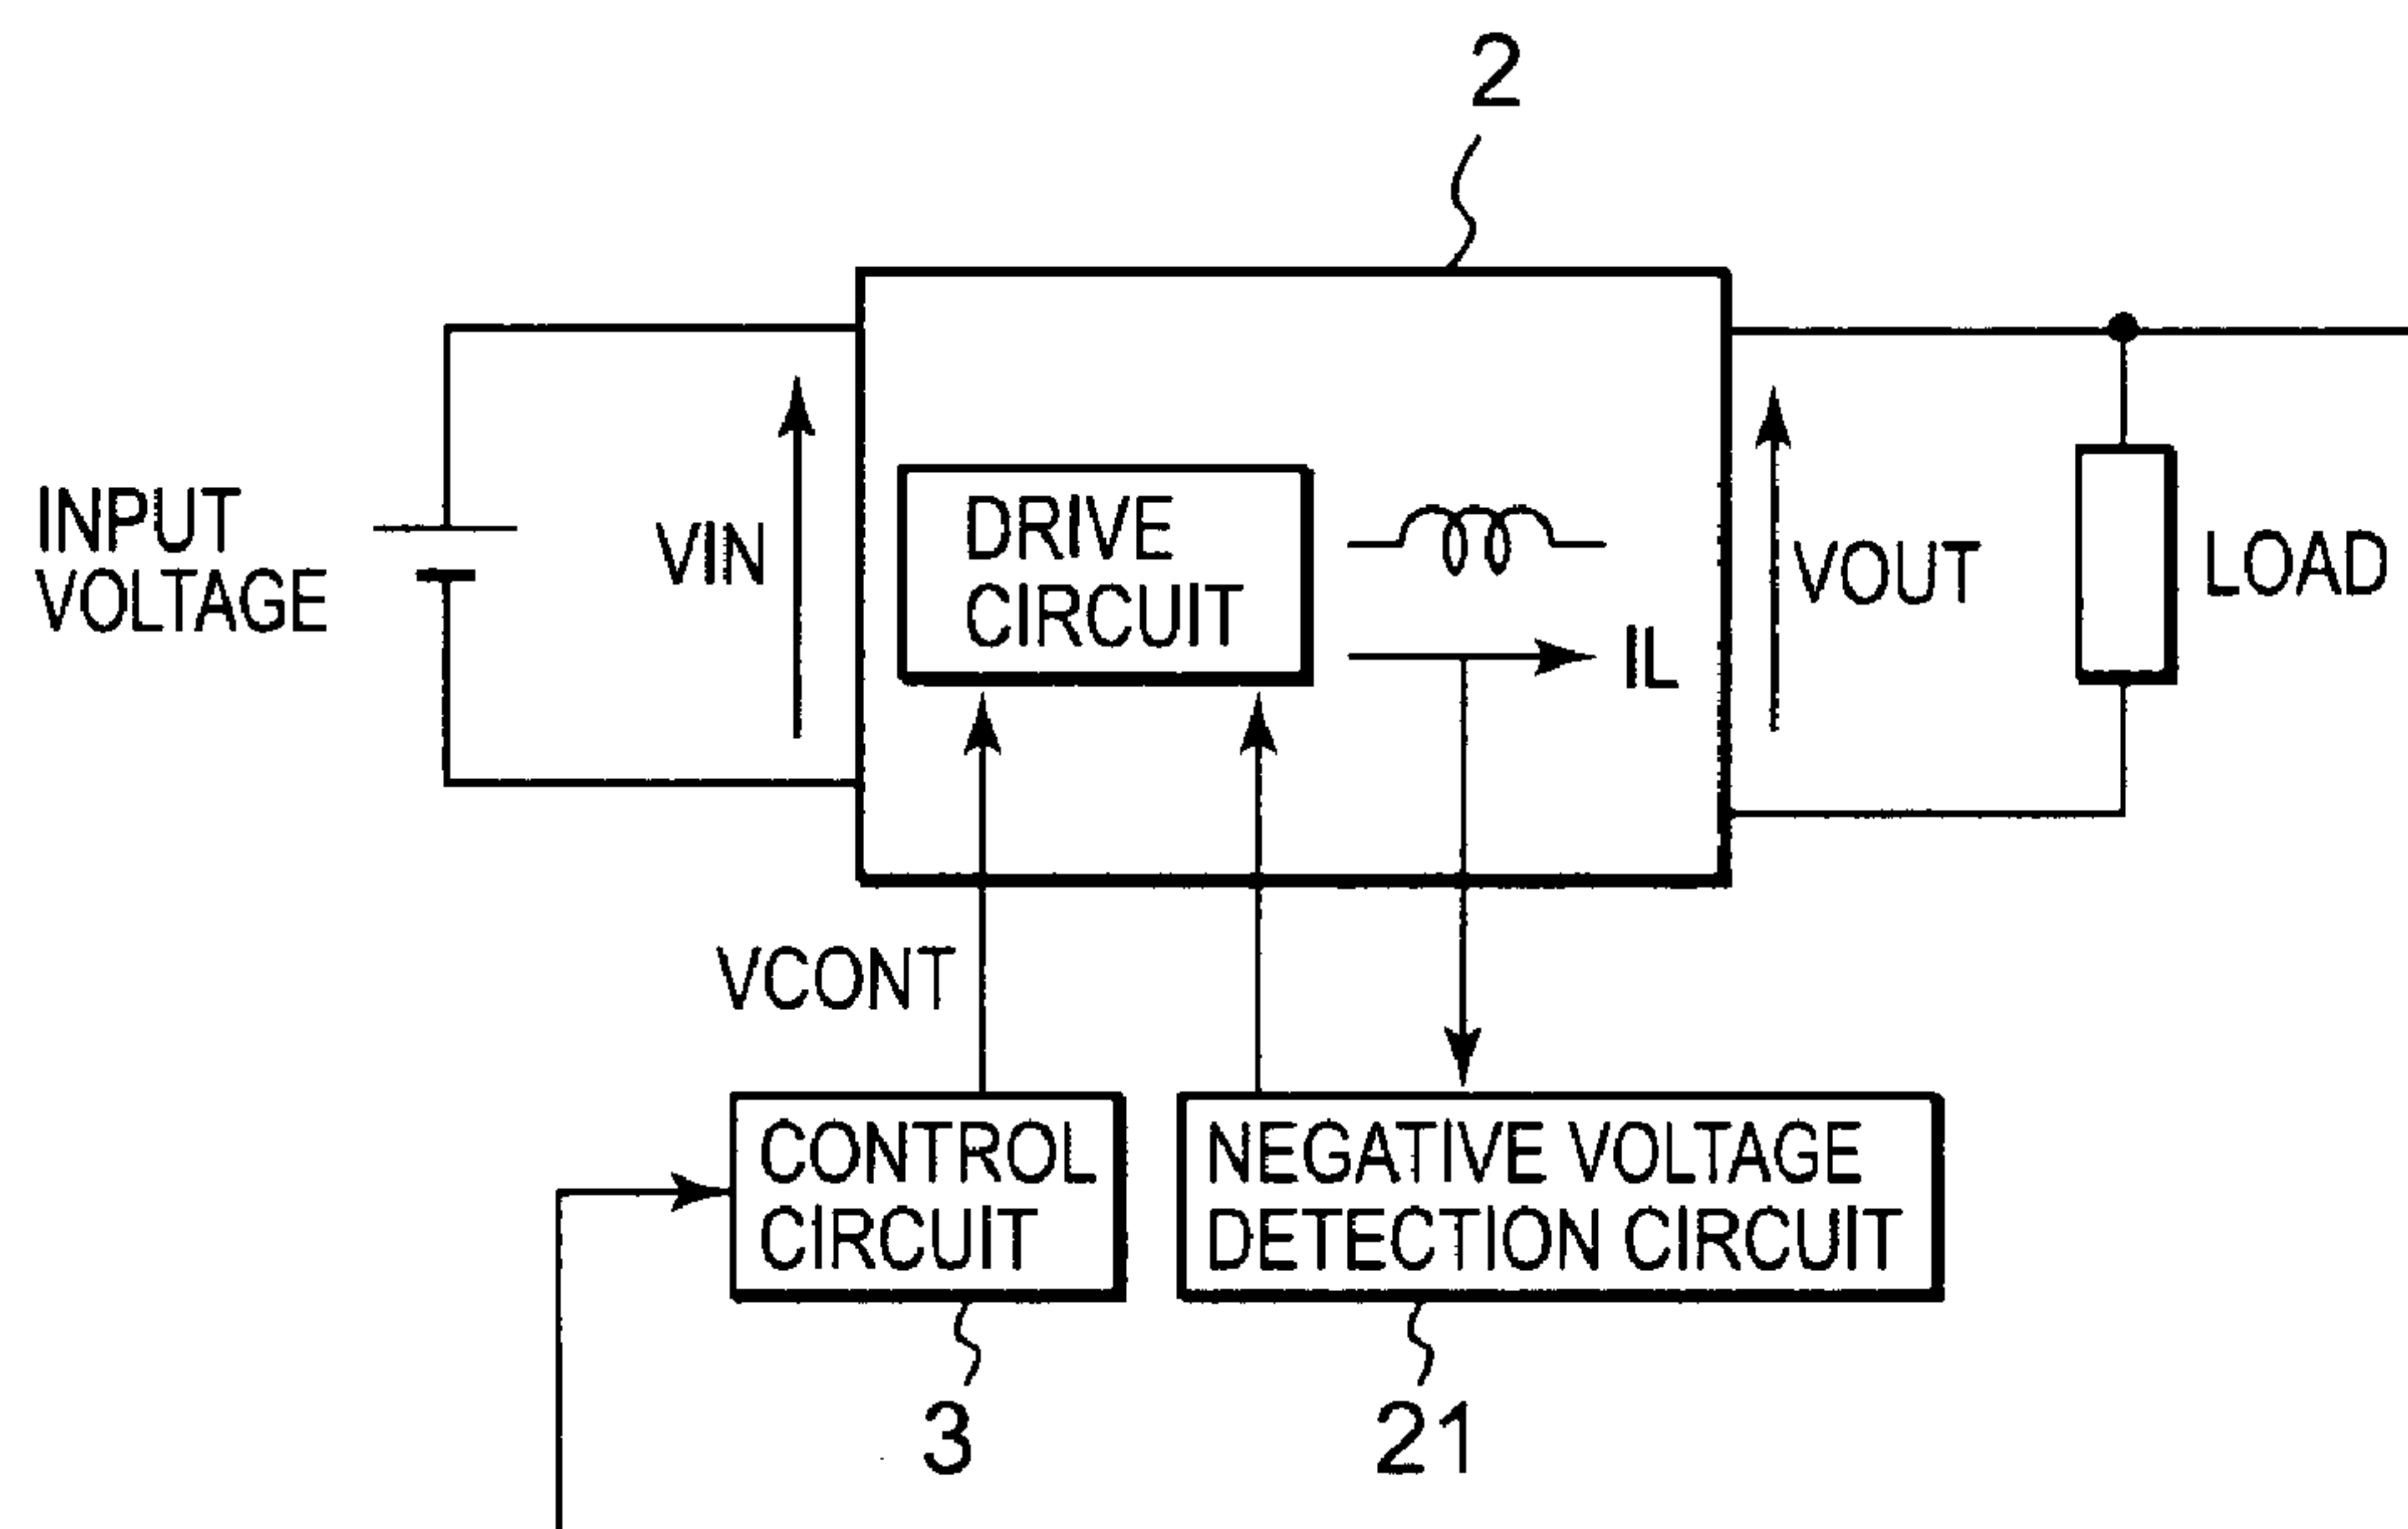 2
INPUT
VOLTAGE
VIN
DRIVE
CIRCUIT
IL
VOUT
LOAD
VCONT
CONTROL
CIRCUIT
NEGATIVE VOLTAGE
DETECTION CIRCUIT
3
21